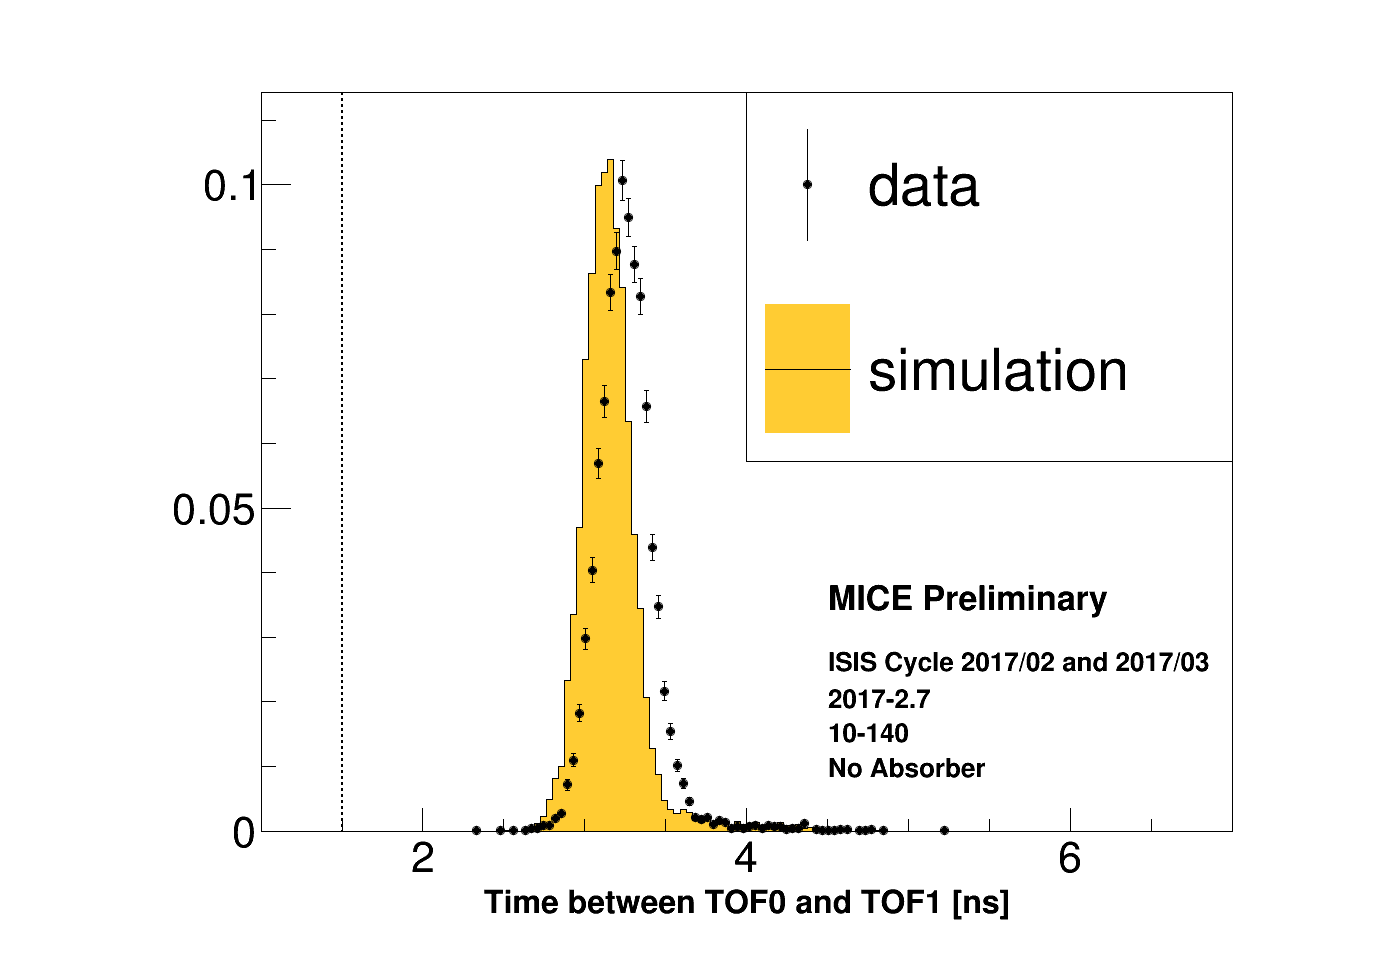 data
0.1
simulation
0.05
MICE Preliminary
ISIS Cycle 2017/02 and 2017/03
2017-2.7
10-140
No Absorber
0
2 4 6
Time between TOF0 and TOF1 [ns]